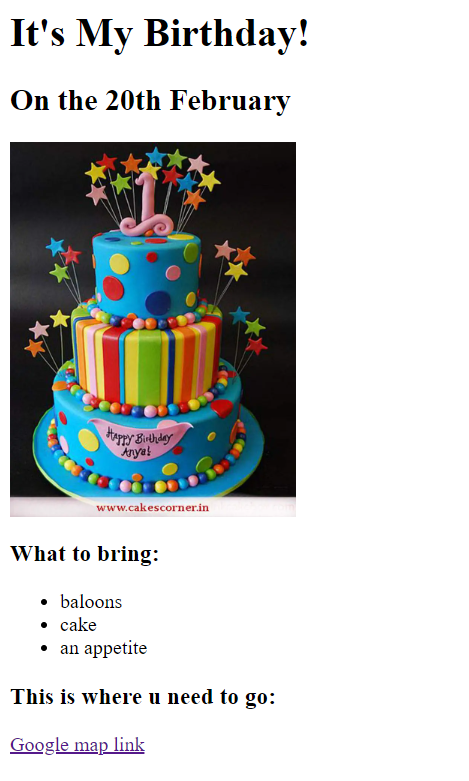 It's My Birthday!
On the 20th February
1
Happy Birthday
Anya!
www.cakescorner.in
What to bring:
baloons
cake
an appetite
This is where u need to go:
Google map link